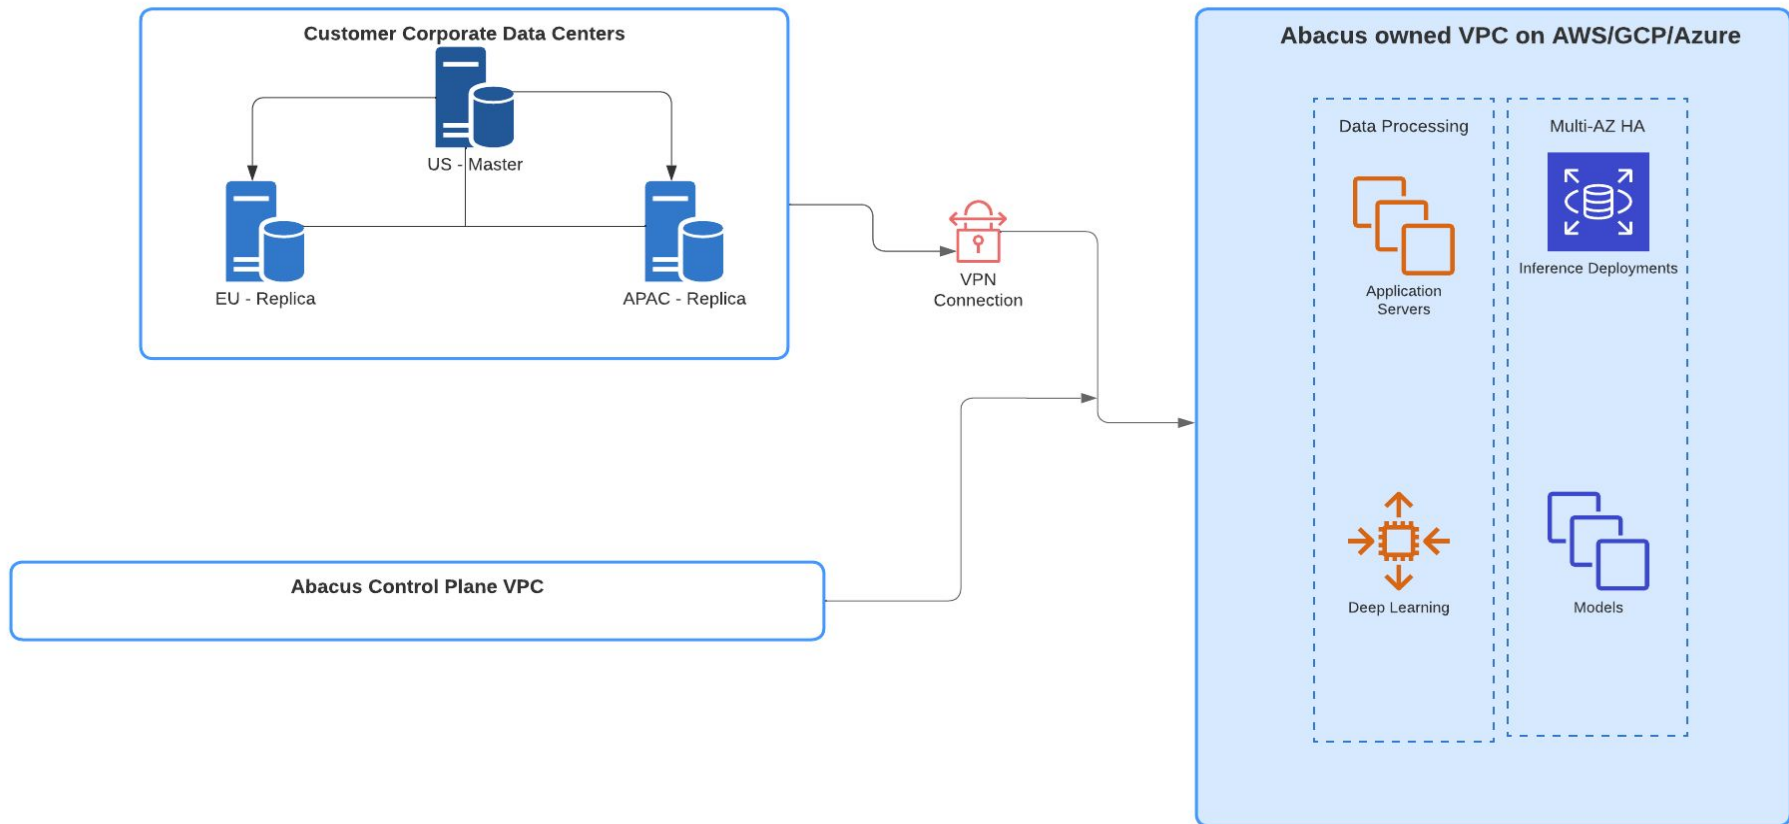 Customer Corporate Data Centers
US - Master
EU - Replica
APAC - Replica
VPN
Connection
Abacus Control Plane VPC
Abacus owned VPC on AWS/GCP/Azure
Data Processing
Application
Servers
Deep Learning
Multi-AZ HA
Inference Deployments
Models